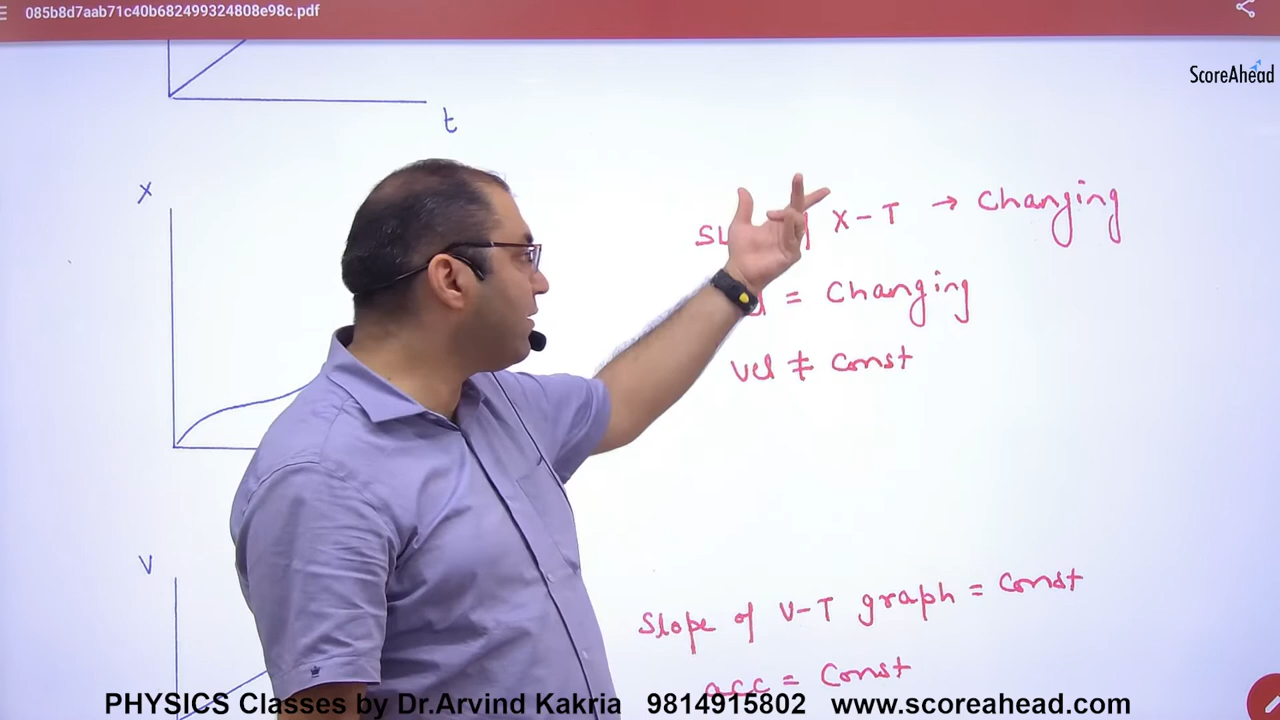 085b8d7aab71c40b682499324808e98c.pdf
ScoreAhead
t
X
X-T → Changing
= Changing
vel ≠ const
V
Slope of V-T graph = const
acc = const
PHYSICS Classes by Dr.Arvind Kakria 9814915802 www.scoreahead.com